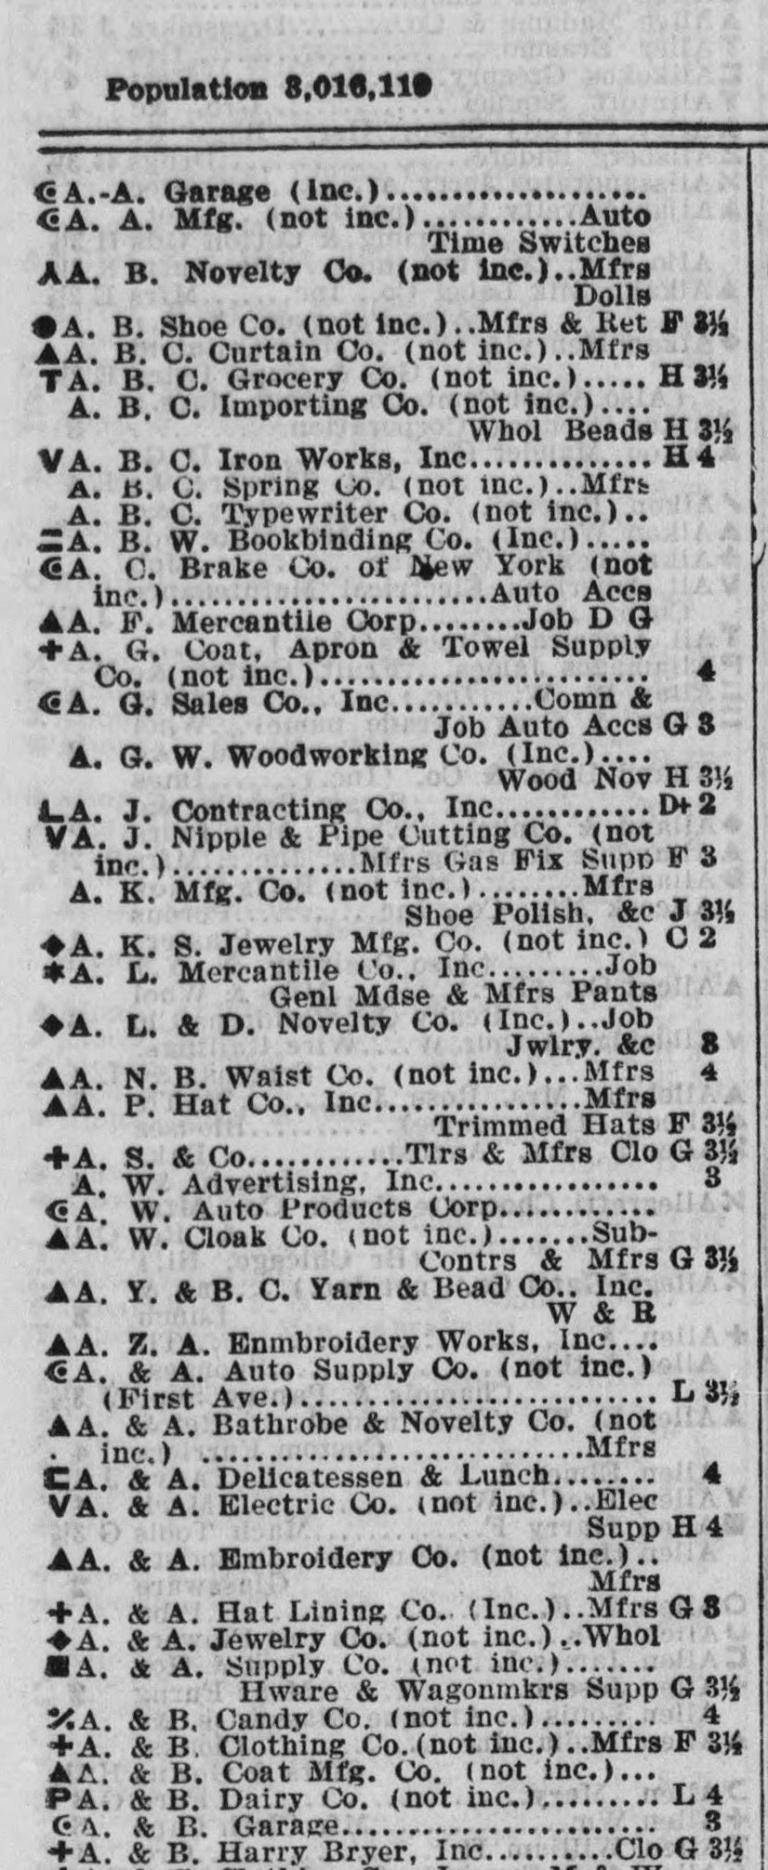 Population 8,016,110
A.-A. Garage (Inc.)....................
A. A. Mfg. (not inc.)............Auto
Time Switches
▲A. B. Novelty Co. (not inc.)..Mfrs
Dolls
●A. B. Shoe Co. (not inc.)..Mfrs & Ret F 3½
▲A. B. C. Curtain Co. (not inc.)..Mfrs
TA. B. C. Grocery Co. (not inc.)..... H 3½
A. B. C. Importing Co. (not inc.)....
Whol Beads H 3½
VA. B. C. Iron Works, Inc.............. H 4
A. B. C. Spring Co. (not inc.)..Mfrs
A. B. C. Typewriter Co. (not inc.)..
=A. B. W. Bookbinding Co. (Inc.).....
A. C. Brake Co. of New York (not
inc.)........................Auto Accs
▲A. F. Mercantile Corp........Job D G
+A. G. Coat, Apron & Towel Supply
Co. (not inc.)......................... 4
A. G. Sales Co., Inc...........Comn &
Job Auto Accs G 3
A. G. W. Woodworking Co. (Inc.)....
Wood Nov H 3½
LA. J. Contracting Co., Inc............ D+ 2
VA. J. Nipple & Pipe Cutting Co. (not
inc.)..............Mfrs Gas Fix Supp F 3
A. K. Mfg. Co. (not inc.)........Mfrs
Shoe Polish, &c J 3½
◆A. K. S. Jewelry Mfg. Co. (not inc.) C 2
*A. L. Mercantile Co., Inc.........Job
Genl Mdse & Mfrs Pants
◆A. L. & D. Novelty Co. (Inc.)..Job
Jwlry. &c 3
▲A. N. B. Waist Co. (not inc.)...Mfrs 4
▲A. P. Hat Co., Inc................Mfrs
Trimmed Hats F 3½
+A. S. & Co............Tlrs & Mfrs Clo G 3½
A. W. Advertising, Inc................. 3
A. W. Auto Products Corp............
▲A. W. Cloak Co. (not inc.).......Sub-
Contrs & Mfrs G 3½
▲A. Y. & B. C. Yarn & Bead Co.. Inc.
W & R
▲A. Z. A. Enmbroidery Works, Inc....
A. & A. Auto Supply Co. (not inc.)
(First Ave.)........................... L 3½
▲A. & A. Bathrobe & Novelty Co. (not
inc.) .............................Mfrs
A. & A. Delicatessen & Lunch........ 4
VA. & A. Electric Co. (not inc.)..Elec
Supp H 4
▲A. & A. Embroidery Co. (not inc.)..
Mfrs
+A. & A. Hat Lining Co. (Inc.)..Mfrs G 3
◆A. & A. Jewelry Co. (not inc.)..Whol
■A. & A. Supply Co. (not inc.).......
Hware & Wagonmkrs Supp G 3½
⁒A. & B. Candy Co. (not inc.)......... 4
+A. & B. Clothing Co.(not inc.)..Mfrs F 3½
▲A. & B. Coat Mfg. Co. (not inc.)...
PA. & B. Dairy Co. (not inc.)......... L 4
A. & B. Garage......................... 3
+A. & B. Harry Bryer, Inc..........Clo G 3½